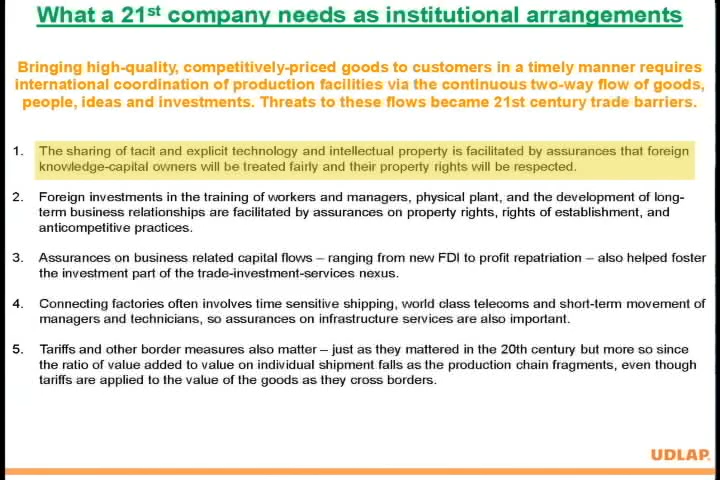 What a 21st company needs as institutional arrangements
Bringing high-quality, competitively-priced goods to customers in a timely manner requires
international coordination of production facilities via the continuous two-way flow of goods,
people, ideas and investments. Threats to these flows became 21st century trade barriers.
1. The sharing of tacit and explicit technology and intellectual property is facilitated by assurances that foreign
knowledge-capital owners will be treated fairly and their property rights will be respected.
2. Foreign investments in the training of workers and managers, physical plant, and the development of long-
term business relationships are facilitated by assurances on property rights, rights of establishment, and
anticompetitive practices.
3. Assurances on business related capital flows – ranging from new FDI to profit repatriation – also helped foster
the investment part of the trade-investment-services nexus.
4. Connecting factories often involves time sensitive shipping, world class telecoms and short-term movement of
managers and technicians, so assurances on infrastructure services are also important.
5. Tariffs and other border measures also matter – just as they mattered in the 20th century but more so since
the ratio of value added to value on individual shipment falls as the production chain fragments, even though
tariffs are applied to the value of the goods as they cross borders.
UDLAP